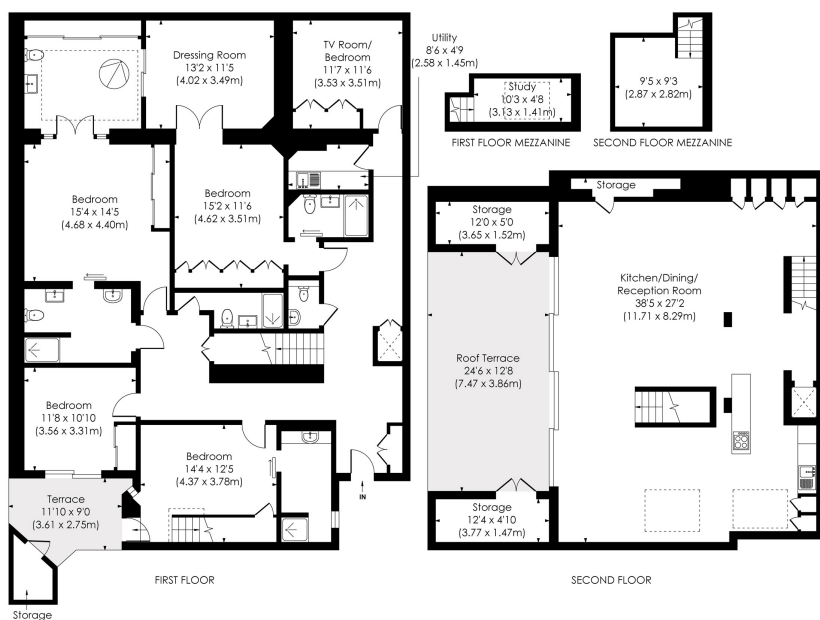 Dressing Room
13'2 x 11'5
(4.02 x 3.49m)
TV Room/
Bedroom
11'7 x 11'6
(3.53 x 3.51m)
Utility
8'6 x 4'9
(2.58 x 1.45m)
Study
10'3 x 4'8
(3.13 x 1.41m)
FIRST FLOOR MEZZANINE
9'5 x 9'3
(2.87 x 2.82m)
SECOND FLOOR MEZZANINE
Bedroom
15'4 x 14'5
(4.68 x 4.40m)
Bedroom
15'2 x 11'6
(4.62 x 3.51m)
Bedroom
11'8 x 10'10
(3.56 x 3.31m)
Bedroom
14'4 x 12'5
(4.37 x 3.78m)
IN
Terrace
11'10 x 9'0
(3.61 x 2.75m)
Storage
FIRST FLOOR
Storage
Storage
12'0 x 5'0
(3.65 x 1.52m)
Kitchen/Dining/
Reception Room
38'5 x 27'2
(11.71 x 8.29m)
Roof Terrace
24'6 x 12'8
(7.47 x 3.86m)
Storage
12'4 x 4'10
(3.77 x 1.47m)
SECOND FLOOR